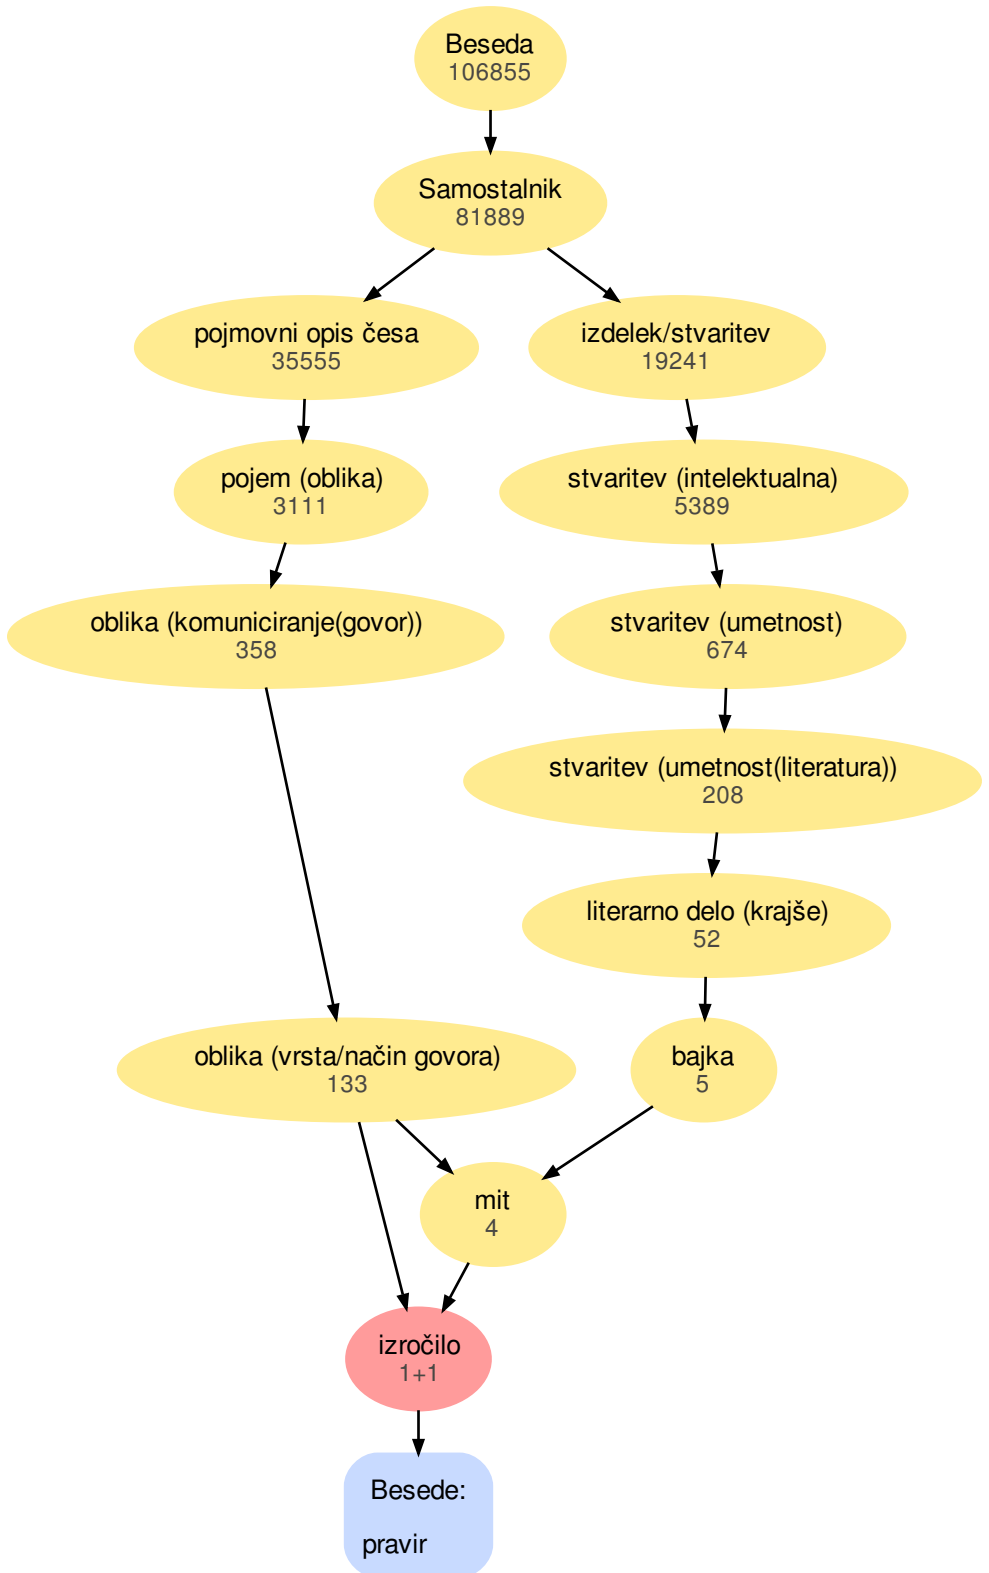 Beseda
106855
Samostalnik
81889
pojmovni opis česa
35555
izdelek/stvaritev
19241
pojem (oblika)
3111
stvaritev (intelektualna)
5389
oblika (komuniciranje(govor))
358
stvaritev (umetnost)
674
stvaritev (umetnost(literatura))
208
literarno delo (krajše)
52
oblika (vrsta/način govora)
133
bajka
5
mit
4
izročilo
1+1
Besede:
pravir